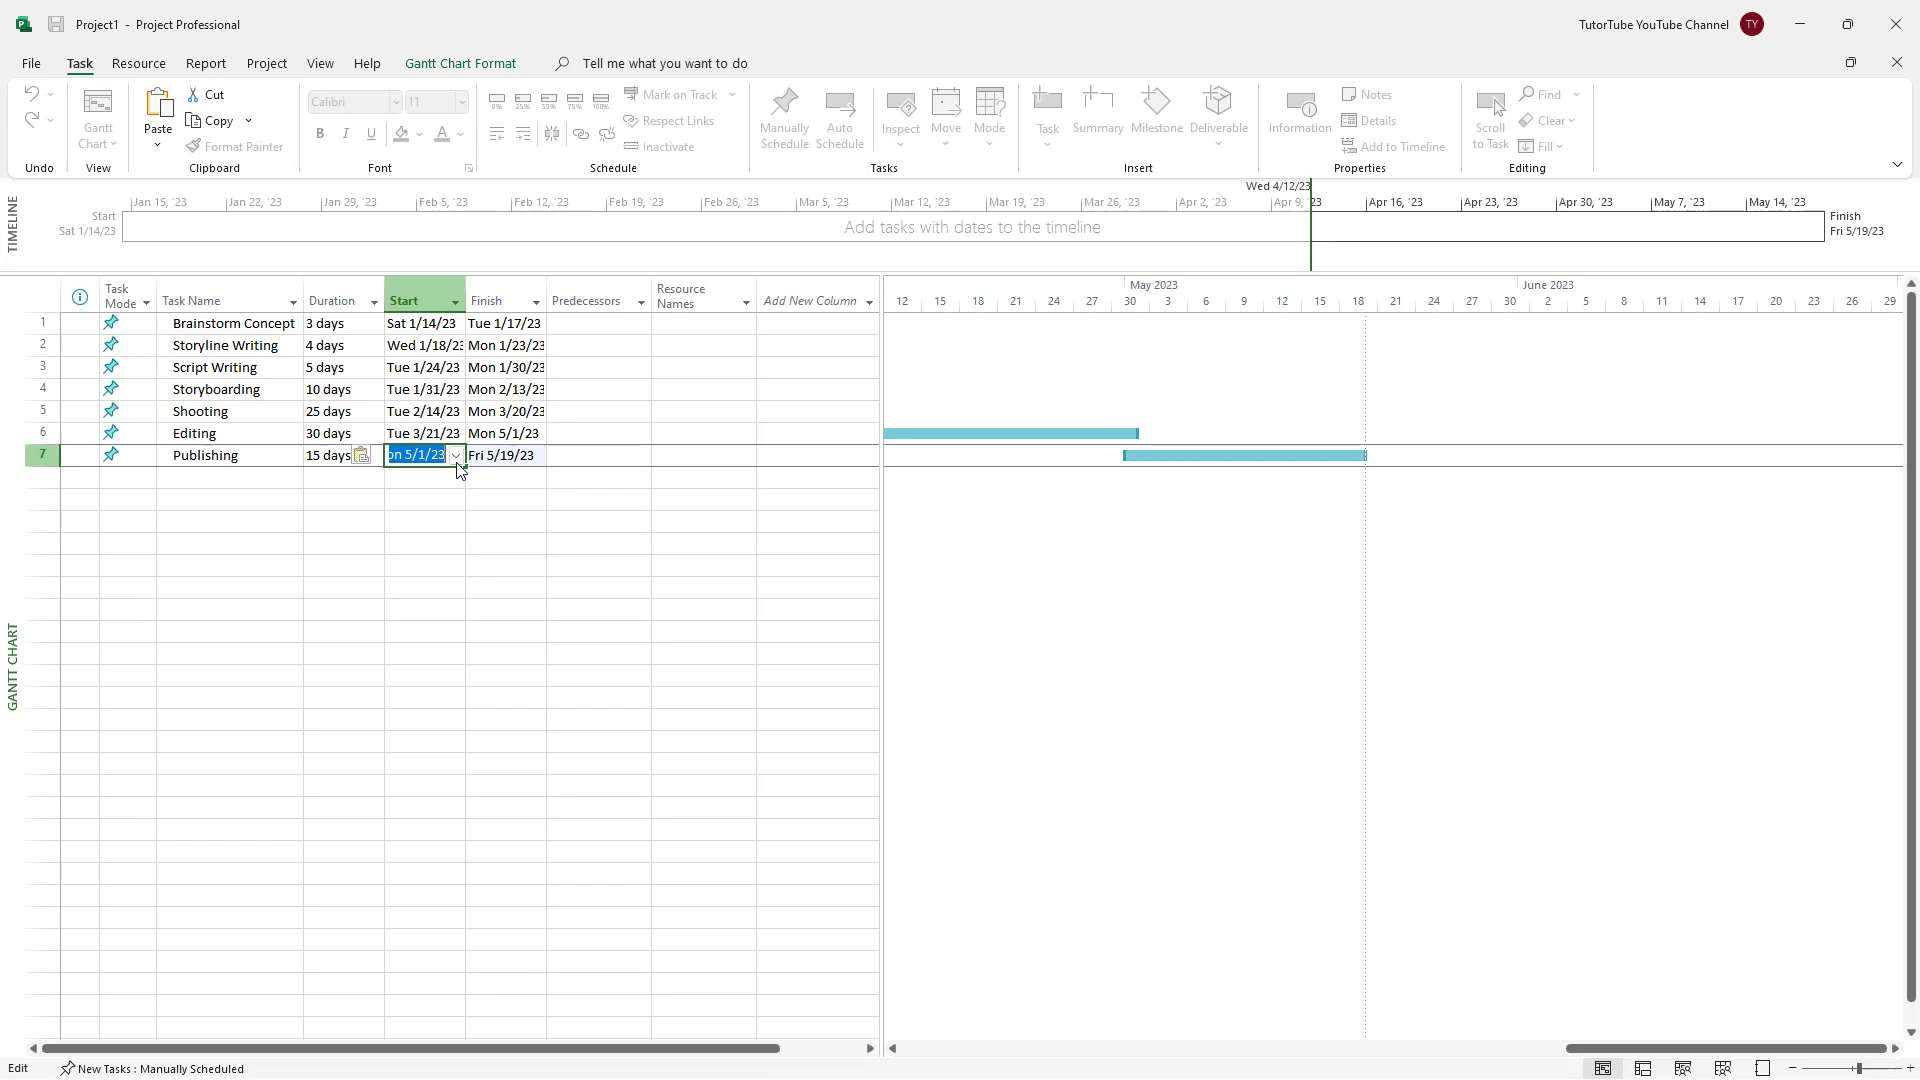 Project1 - Project Professional
TutorTube YouTube Channel TY
File Task Resource Report Project View Help Gantt Chart Format Tell me what you want to do
Cut
Copy
Format Painter
Paste
Gantt Chart
Calibri 11
B I U A
0% 25% 50% 75% 100%
Mark on Track
Respect Links
Inactivate
Manually Schedule
Auto Schedule
Inspect
Move
Mode
Task
Summary
Milestone
Deliverable
Information
Notes
Details
Add to Timeline
Scroll to Task
Find
Clear
Fill
Undo View Clipboard Font Schedule Tasks Insert Properties Editing
TIMELINE
Wed 4/12/23
Jan 15, '23 Jan 22, '23 Jan 29, '23 Feb 5, '23 Feb 12, '23 Feb 19, '23 Feb 26, '23 Mar 5, '23 Mar 12, '23 Mar 19, '23 Mar 26, '23 Apr 2, '23 Apr 9, '23 Apr 16, '23 Apr 23, '23 Apr 30, '23 May 7, '23 May 14, '23
Start
Sat 1/14/23
Add tasks with dates to the timeline
Finish
Fri 5/19/23
Task Mode Task Name Duration Start Finish Predecessors Resource Names Add New Column
May 2023 June 2023
12 15 18 21 24 27 30 3 6 9 12 15 18 21 24 27 30 2 5 8 11 14 17 20 23 26 29
1 Brainstorm Concept 3 days Sat 1/14/23 Tue 1/17/23
2 Storyline Writing 4 days Wed 1/18/23 Mon 1/23/23
3 Script Writing 5 days Tue 1/24/23 Mon 1/30/23
4 Storyboarding 10 days Tue 1/31/23 Mon 2/13/23
5 Shooting 25 days Tue 2/14/23 Mon 3/20/23
6 Editing 30 days Tue 3/21/23 Mon 5/1/23
7 Publishing 15 days on 5/1/23 Fri 5/19/23
GANTT CHART
Edit New Tasks : Manually Scheduled